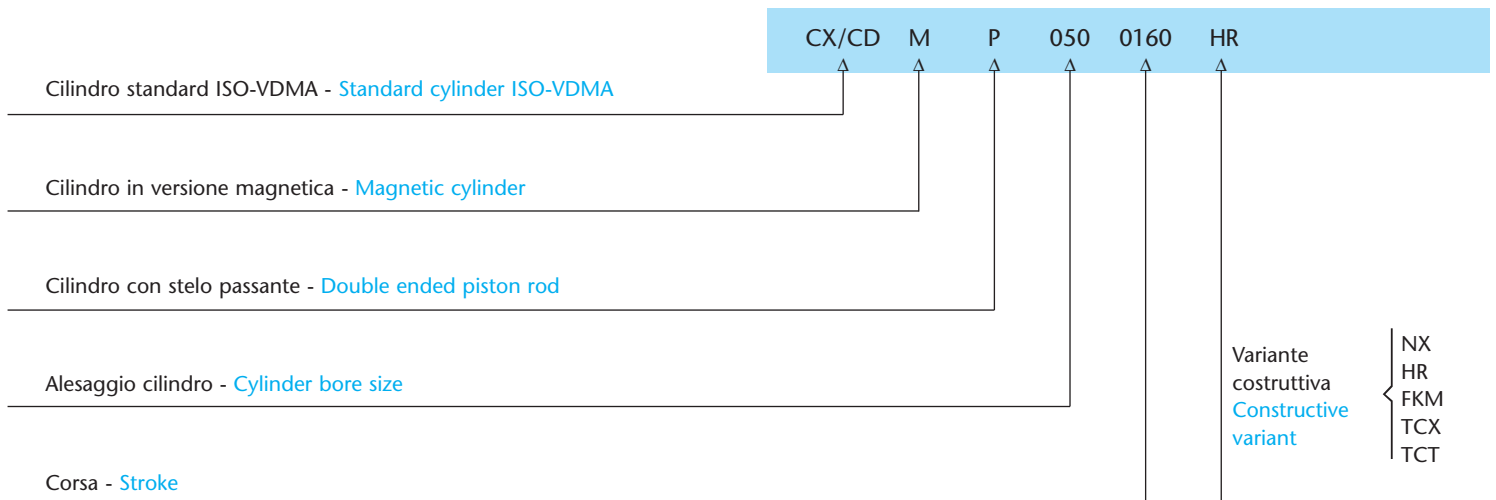 CX/CD M P 050 0160 HR
Cilindro standard ISO-VDMA - Standard cylinder ISO-VDMA
Cilindro in versione magnetica - Magnetic cylinder
Cilindro con stelo passante - Double ended piston rod
Alesaggio cilindro - Cylinder bore size
Corsa - Stroke
Variante
costruttiva
Constructive
variant
NX
HR
FKM
TCX
TCT